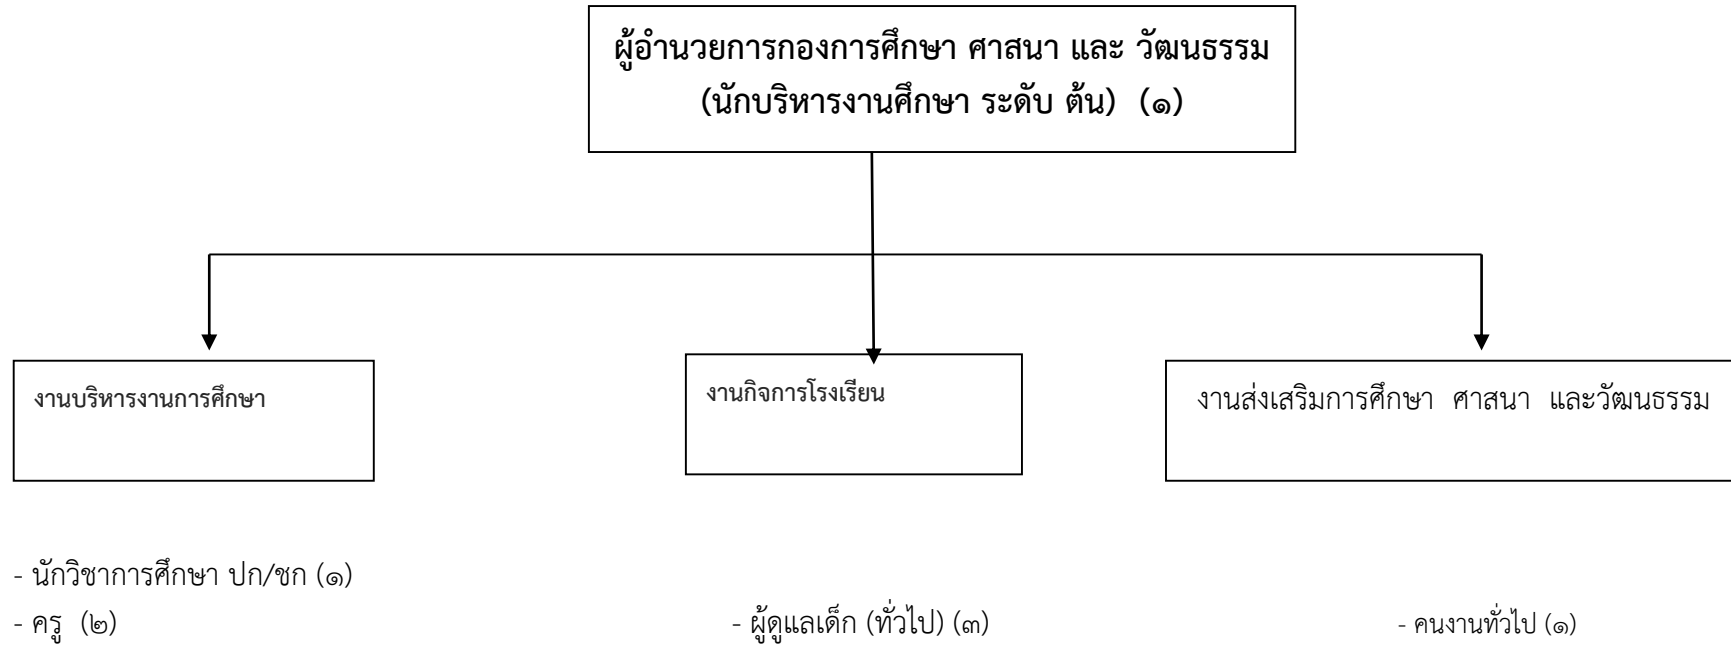 ผู้อำนวยการกองการศึกษา ศาสนา และ วัฒนธรรม
(นักบริหารงานศึกษา ระดับ ต้น) (๑)
งานบริหารงานการศึกษา
งานกิจการโรงเรียน
งานส่งเสริมการศึกษา ศาสนา และวัฒนธรรม
- นักวิชาการศึกษา ปก/ชก (๑)
- ครู (๒)
- ผู้ดูแลเด็ก (ทั่วไป) (๓)
- คนงานทั่วไป (๑)